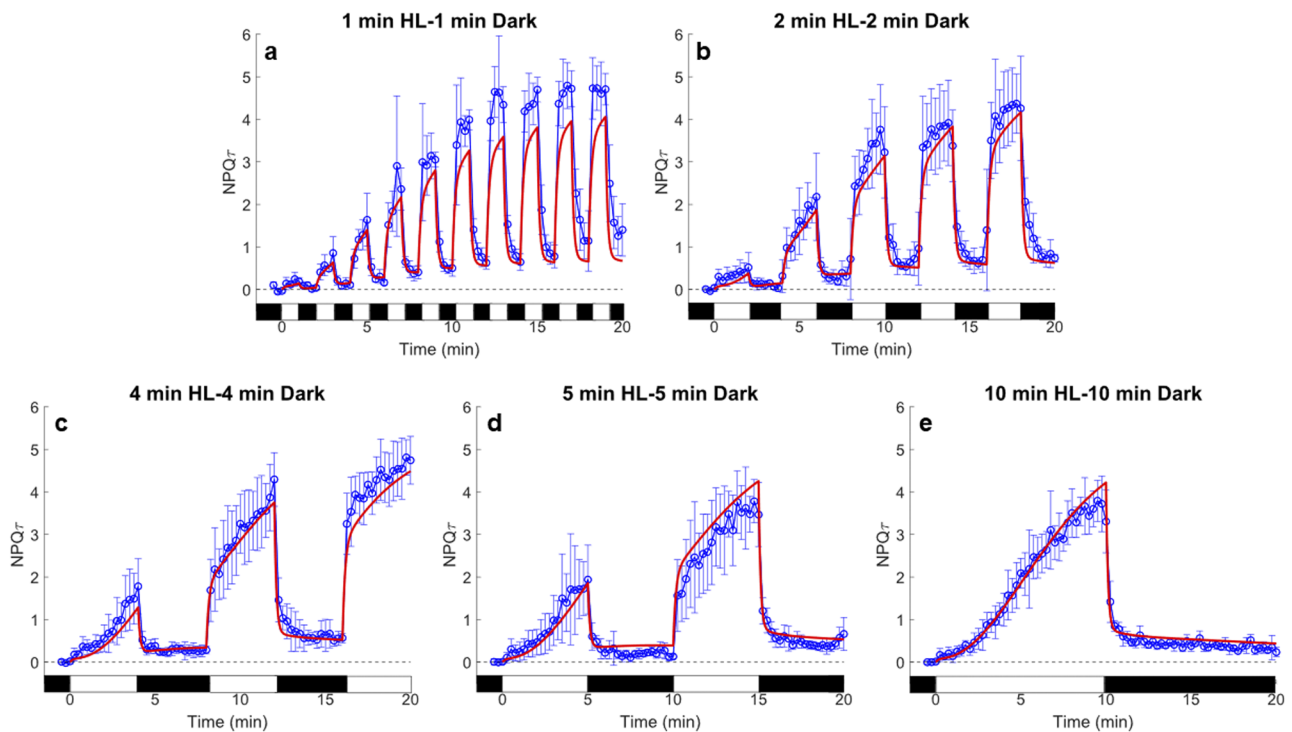 1 min HL-1 min Dark
a
6
5
4
3
2
1
0
NPQτ
0 5 10 15 20
Time (min)
2 min HL-2 min Dark
b
6
5
4
3
2
1
0
NPQτ
0 5 10 15 20
Time (min)
4 min HL-4 min Dark
c
6
5
4
3
2
1
0
NPQτ
0 5 10 15 20
Time (min)
5 min HL-5 min Dark
d
6
5
4
3
2
1
0
NPQτ
0 5 10 15 20
Time (min)
10 min HL-10 min Dark
e
6
5
4
3
2
1
0
NPQτ
0 5 10 15 20
Time (min)